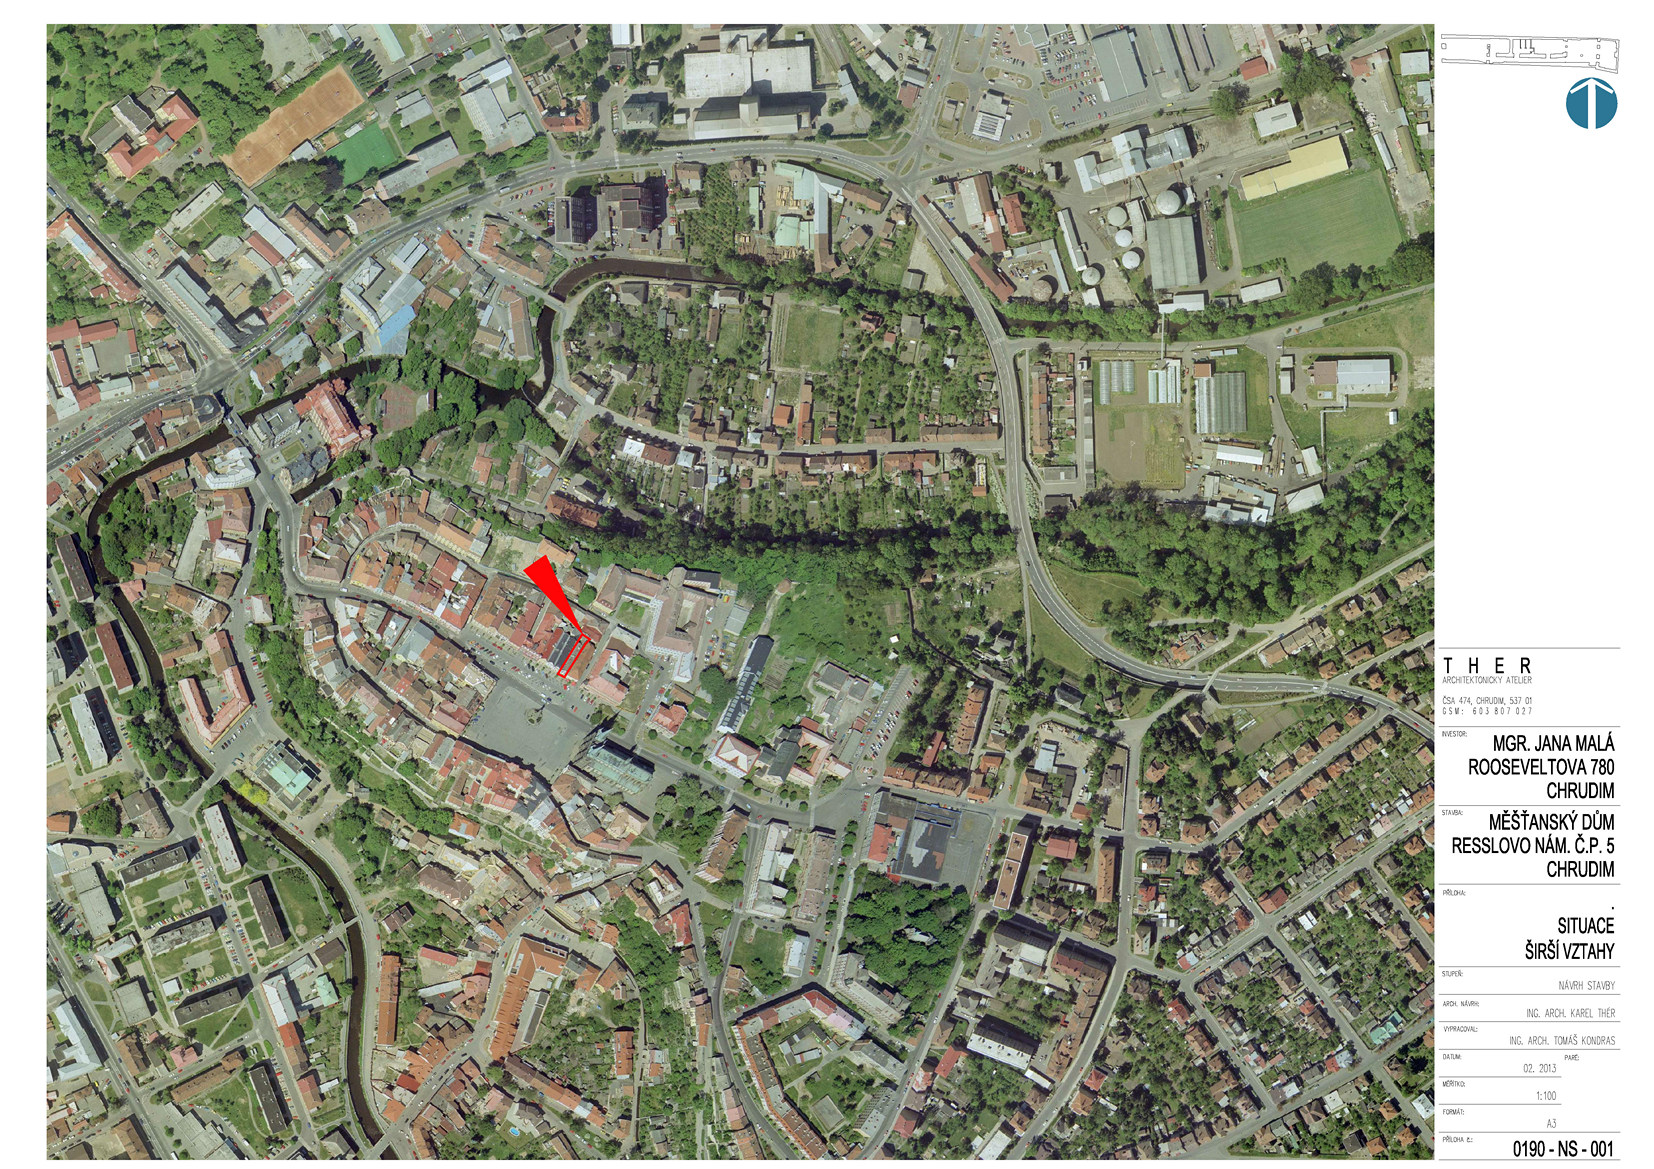 T H E R
ARCHITEKTONICKÝ ATELIER
ČSA 474, CHRUDIM, 537 01
GSM: 603 807 027
INVESTOR:
MGR. JANA MALÁ
ROOSEVELTOVA 780
CHRUDIM
STAVBA:
MĚŠŤANSKÝ DŮM
RESSLOVO NÁM. Č.P. 5
CHRUDIM
PŘÍLOHA:
.
SITUACE
ŠIRŠÍ VZTAHY
STUPEŇ:
NÁVRH STAVBY
ARCH. NÁVRH:
ING. ARCH. KAREL THÉR
VYPRACOVAL:
ING. ARCH. TOMÁŠ KONDRAS
DATUM: PARÉ:
02. 2013
MĚŘÍTKO:
1:100
FORMÁT:
A3
PŘÍLOHA Č.:
0190 - NS - 001